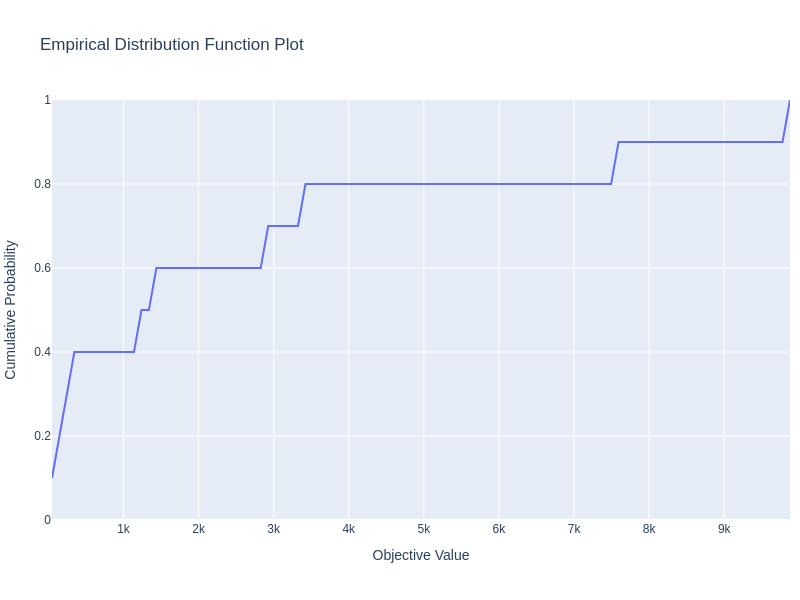 Empirical Distribution Function Plot
1
0.8
0.6
0.4
0.2
0
Cumulative Probability
1k 2k 3k 4k 5k 6k 7k 8k 9k
Objective Value